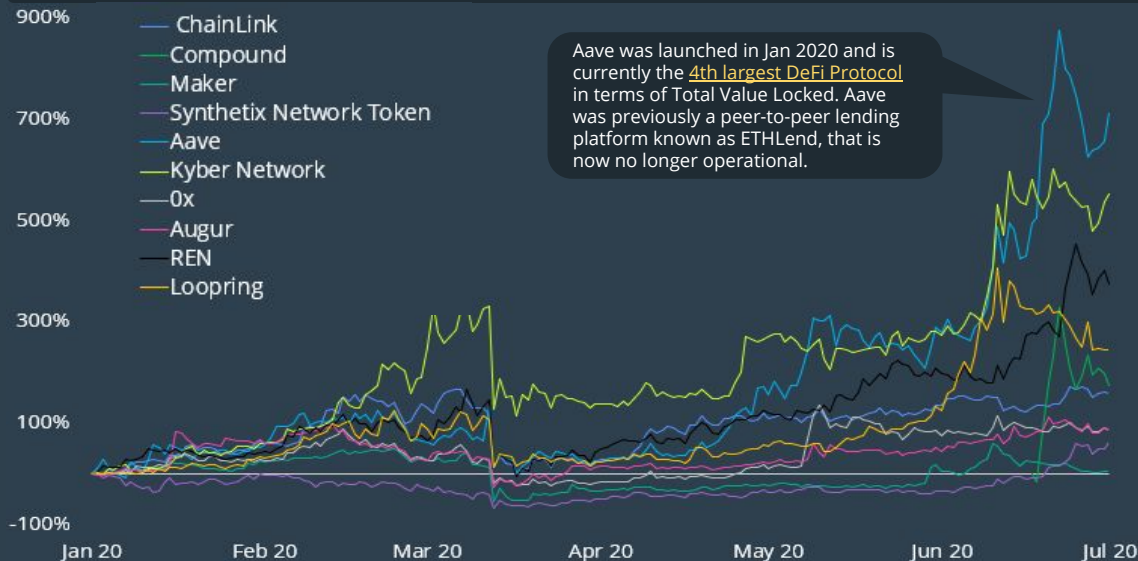 900%
700%
500%
300%
100%
-100%
ChainLink
Compound
Maker
Synthetix Network Token
Aave
Kyber Network
0x
Augur
REN
Loopring
Aave was launched in Jan 2020 and is
currently the 4th largest DeFi Protocol
in terms of Total Value Locked. Aave
was previously a peer-to-peer lending
platform known as ETHLend, that is
now no longer operational.
Jan 20
Feb 20
Mar 20
Apr 20
May 20
Jun 20
Jul 20